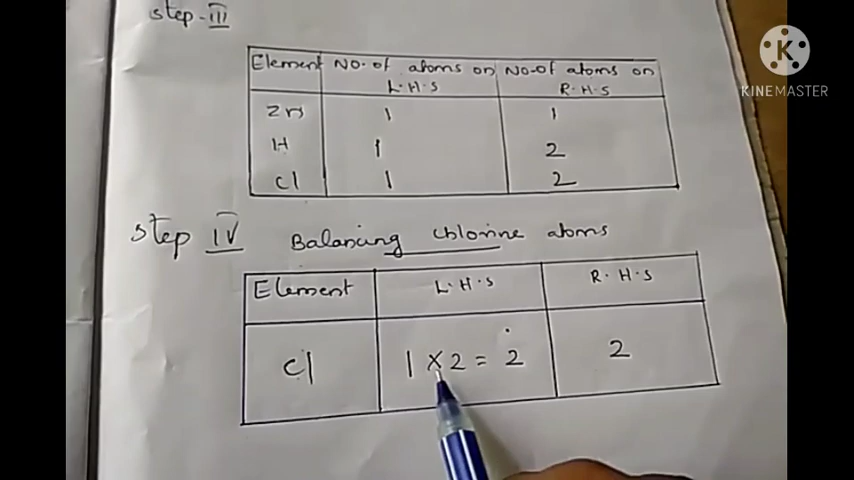 Step-III
K
KINEMASTER
Element No. of atoms on L.H.S No. of atoms on R.H.S
Zn 1 1
H 1 2
Cl 1 2
Step IV Balancing chlorine atoms
Element L.H.S R.H.S
Cl 1 X 2 = 2 2